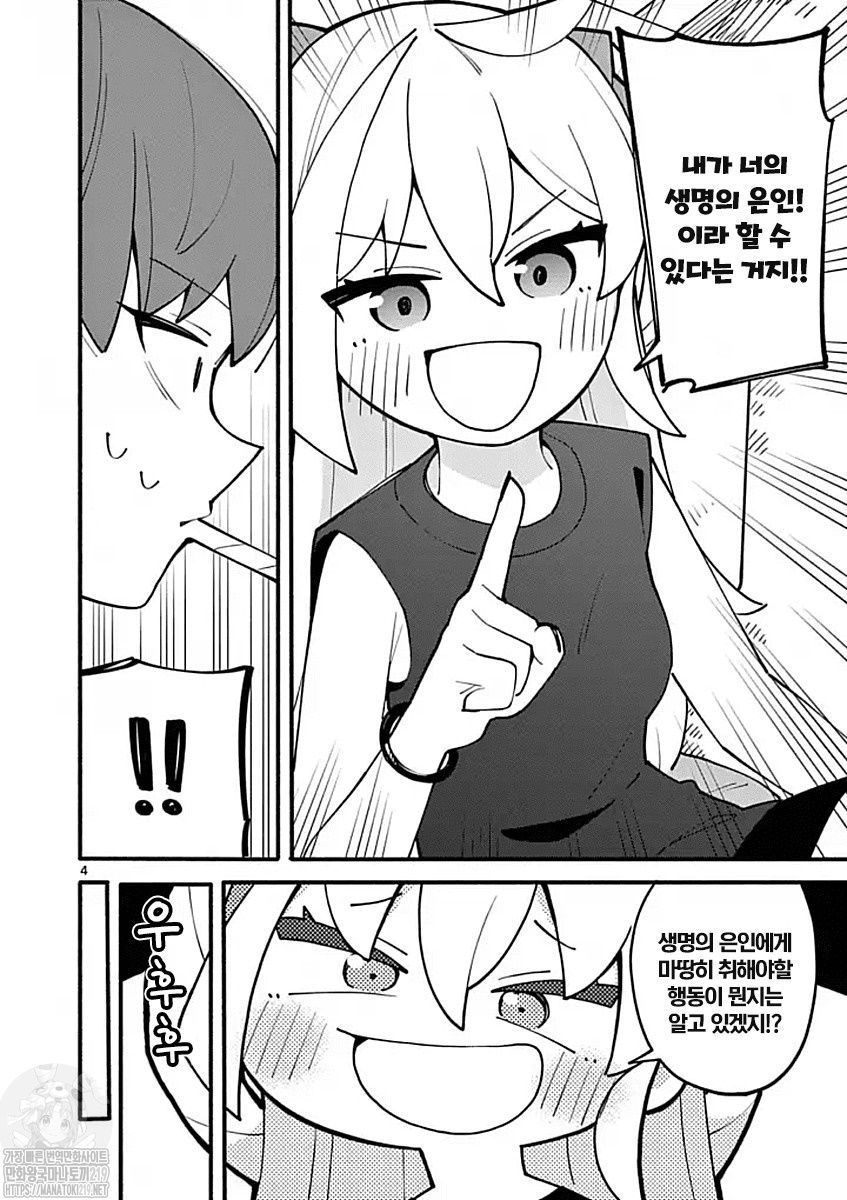 내가 너의
생명의 은인!
이라 할 수
있다는 거지!!
!!
4
생명의 은인에게
마땅히 취해야할
행동이 뭔지는
알고 있겠지!?
우후후
가장 빠른 번역만화사이트
만화왕국마나토끼219
HTTPS://MANATOKI219.NET